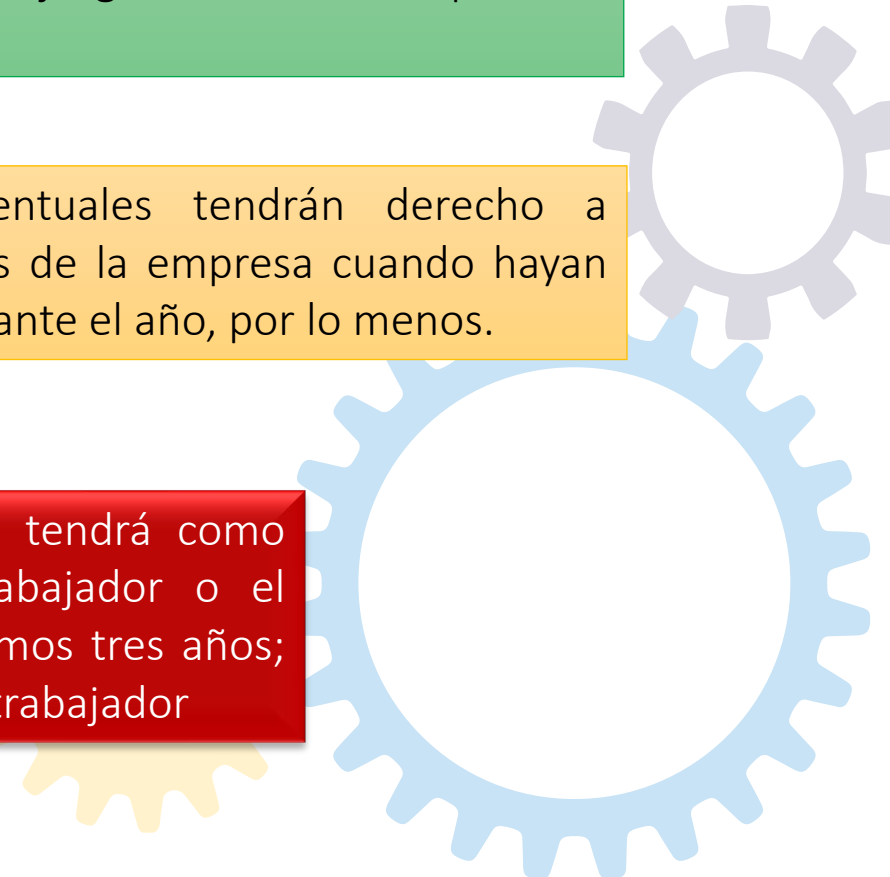 entuales tendrán derecho a
s de la empresa cuando hayan
ante el año, por lo menos.
tendrá como
abajador o el
mos tres años;
trabajador